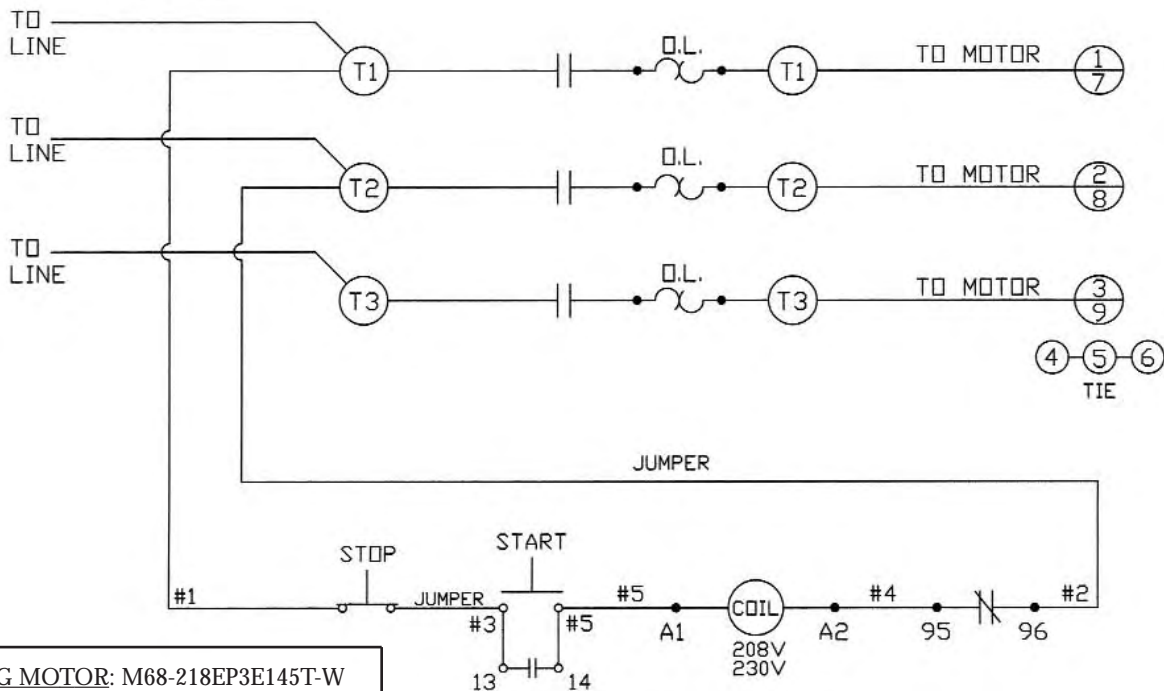 TO
LINE
T1
O.L.
T1
TO MOTOR
1
7
TO
LINE
T2
O.L.
T2
TO MOTOR
2
8
TO
LINE
T3
O.L.
T3
TO MOTOR
3
9
4
5
6
TIE
JUMPER
STOP
START
#1
JUMPER
#3
#5
#5
A1
COIL
208V
230V
A2
#4
95
96
#2
13
14
G MOTOR: M68-218EP3E145T-W